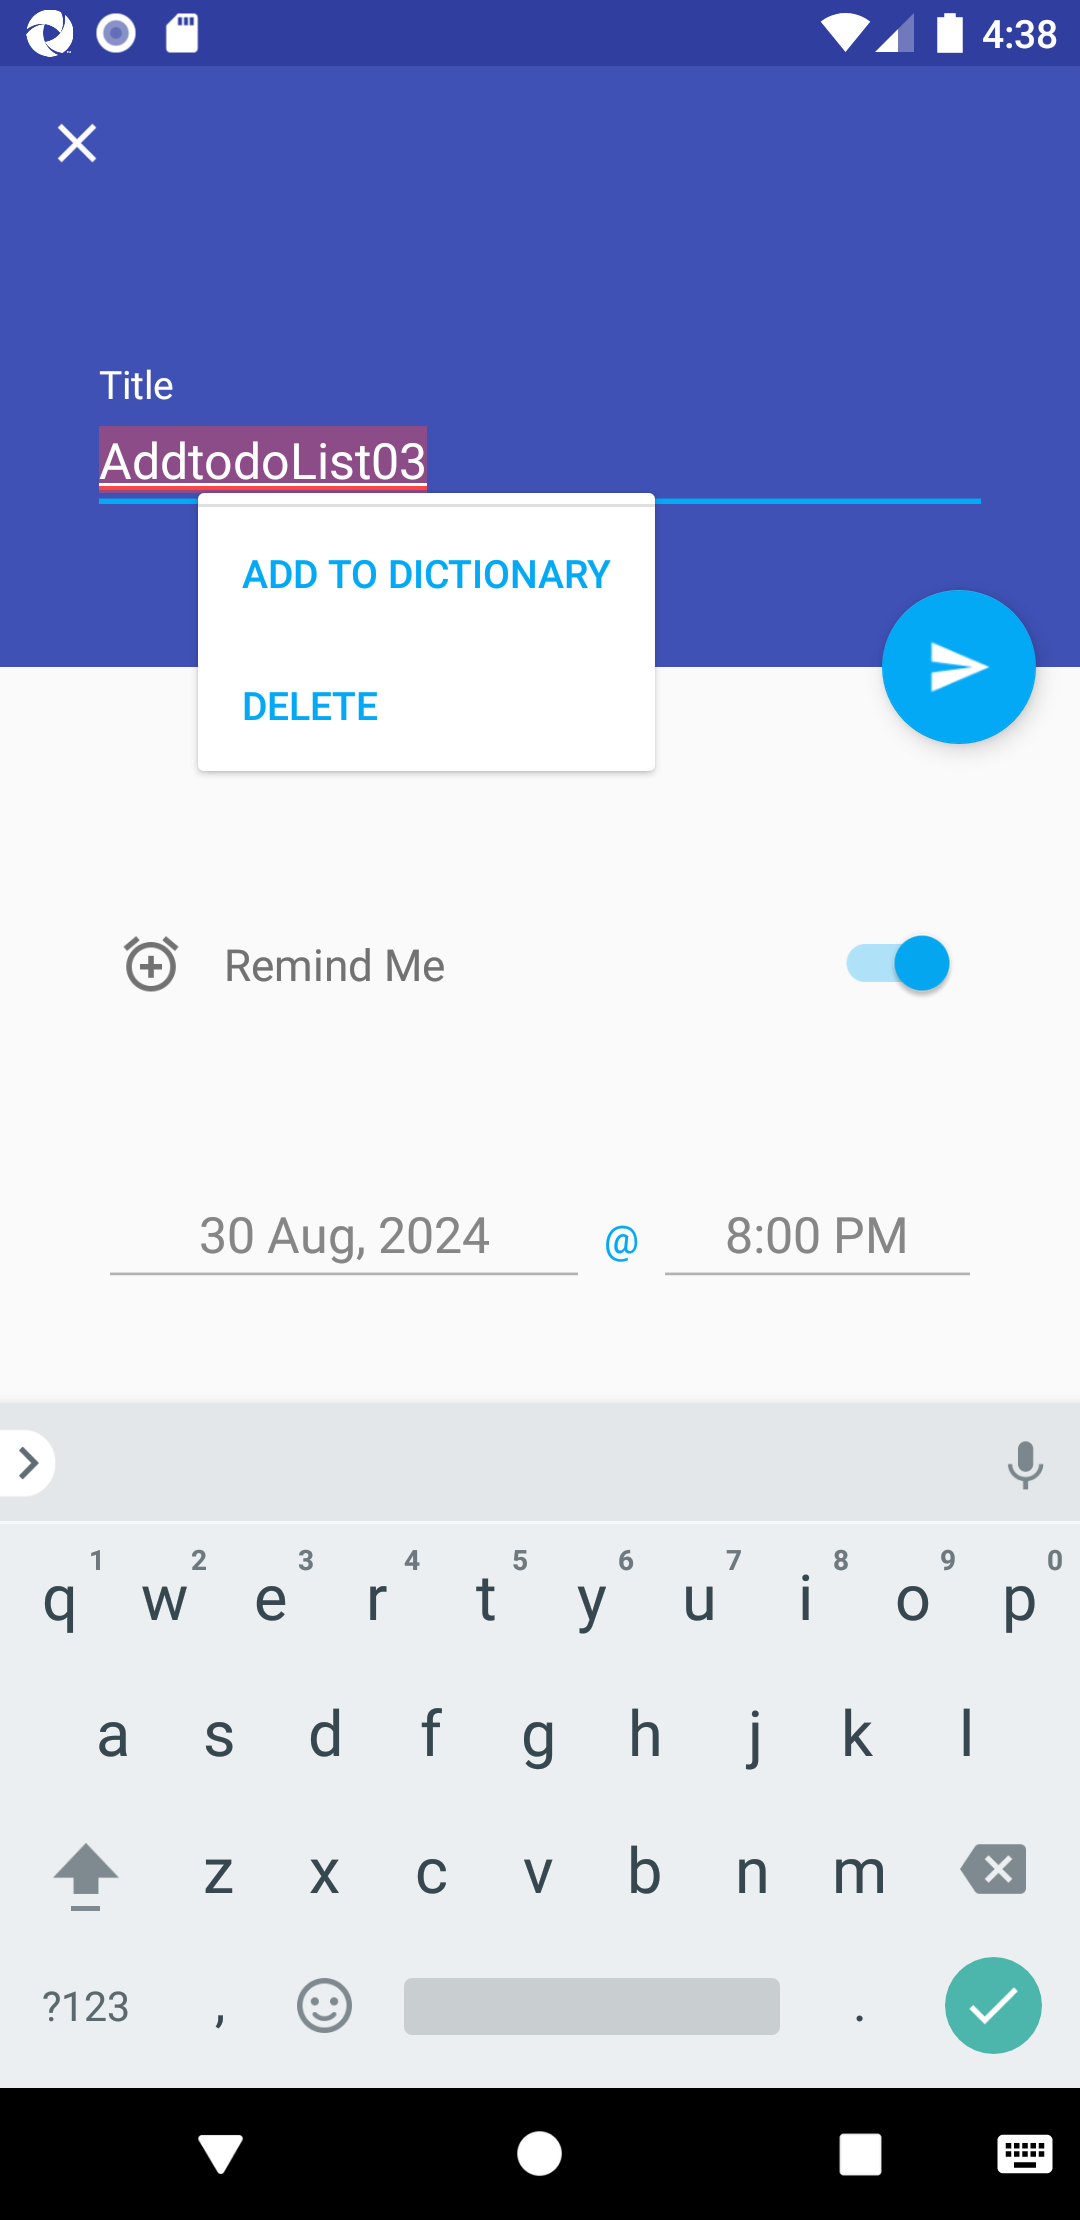 4:38
Title
AddtodoList03
ADD TO DICTIONARY
DELETE
Remind Me
30 Aug, 2024 @ 8:00 PM
1 2 3 4 5 6 7 8 9 0
q w e r t y u i o p
a s d f g h j k l
z x c v b n m
?123 , .